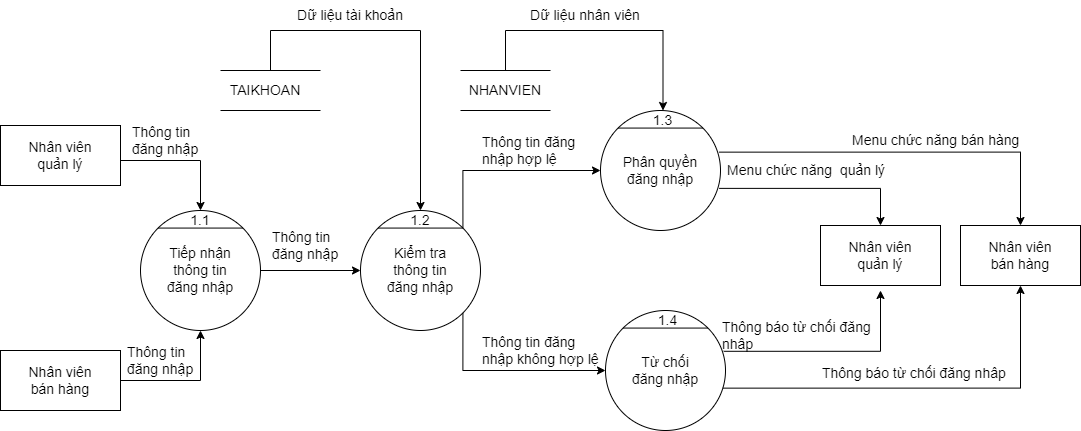 Dữ liệu tài khoản
Dữ liệu nhân viên
TAIKHOAN
NHANVIEN
Nhân viên
quản lý
Thông tin
đăng nhập
1.1
Tiếp nhận
thông tin
đăng nhập
Thông tin
đăng nhập
Nhân viên
bán hàng
Thông tin
đăng nhập
1.2
Kiểm tra
thông tin
đăng nhập
Thông tin đăng
nhập hợp lệ
1.3
Phân quyền
đăng nhập
Menu chức năng bán hàng
Menu chức năng quản lý
Nhân viên
quản lý
Nhân viên
bán hàng
Thông tin đăng
nhập không hợp lệ
1.4
Từ chối
đăng nhập
Thông báo từ chối đăng
nhập
Thông báo từ chối đăng nhập